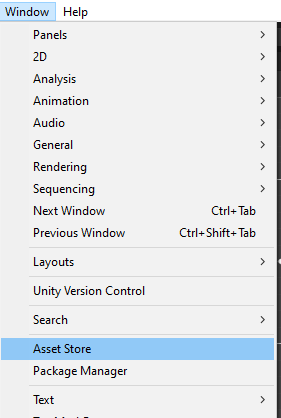 Window Help
Panels
2D
Analysis
Animation
Audio
General
Rendering
Sequencing
Next Window Ctrl+Tab
Previous Window Ctrl+Shift+Tab
Layouts
Unity Version Control
Search
Asset Store
Package Manager
Text